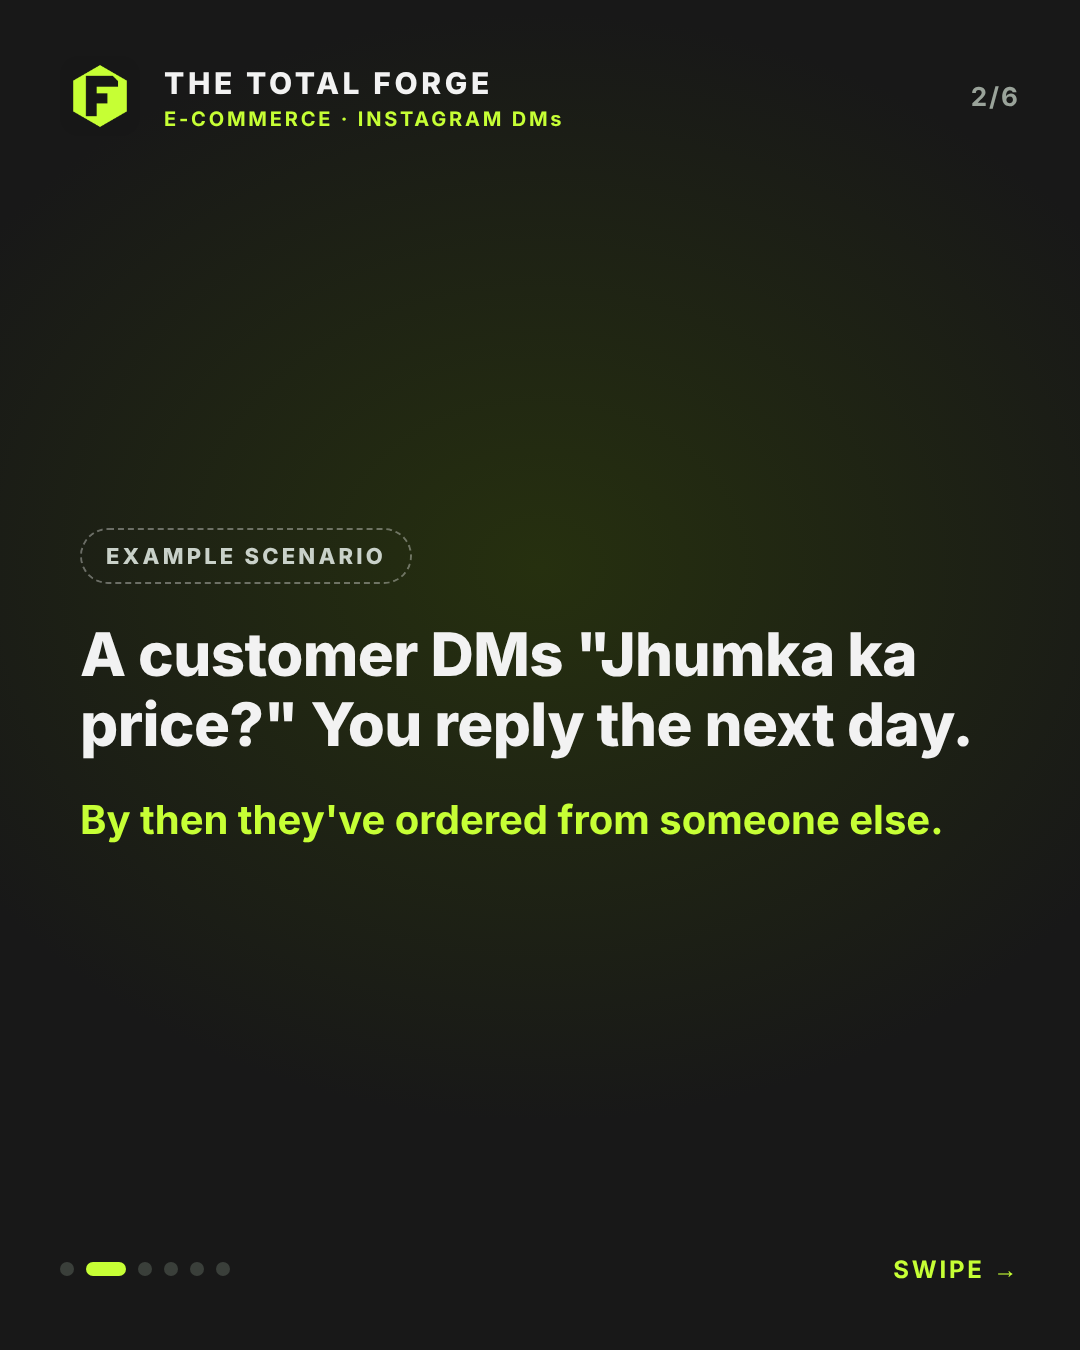 THE TOTAL FORGE
E-COMMERCE · INSTAGRAM DMs
2/6
EXAMPLE SCENARIO
A customer DMs "Jhumka ka
price?" You reply the next day.
By then they've ordered from someone else.
SWIPE →